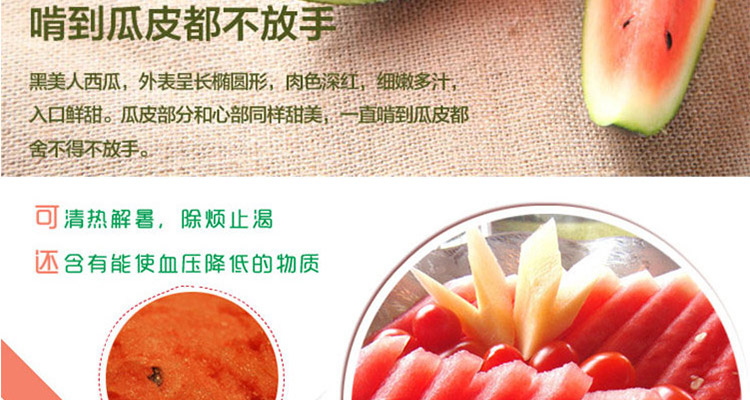 啃到瓜皮都不放手
黑美人西瓜，外表呈长椭圆形，肉色深红，细嫩多汁，
入口鲜甜。瓜皮部分和心部同样甜美，一直啃到瓜皮都
舍不得不放手。
可清热解暑，除烦止渴
还含有能使血压降低的物质